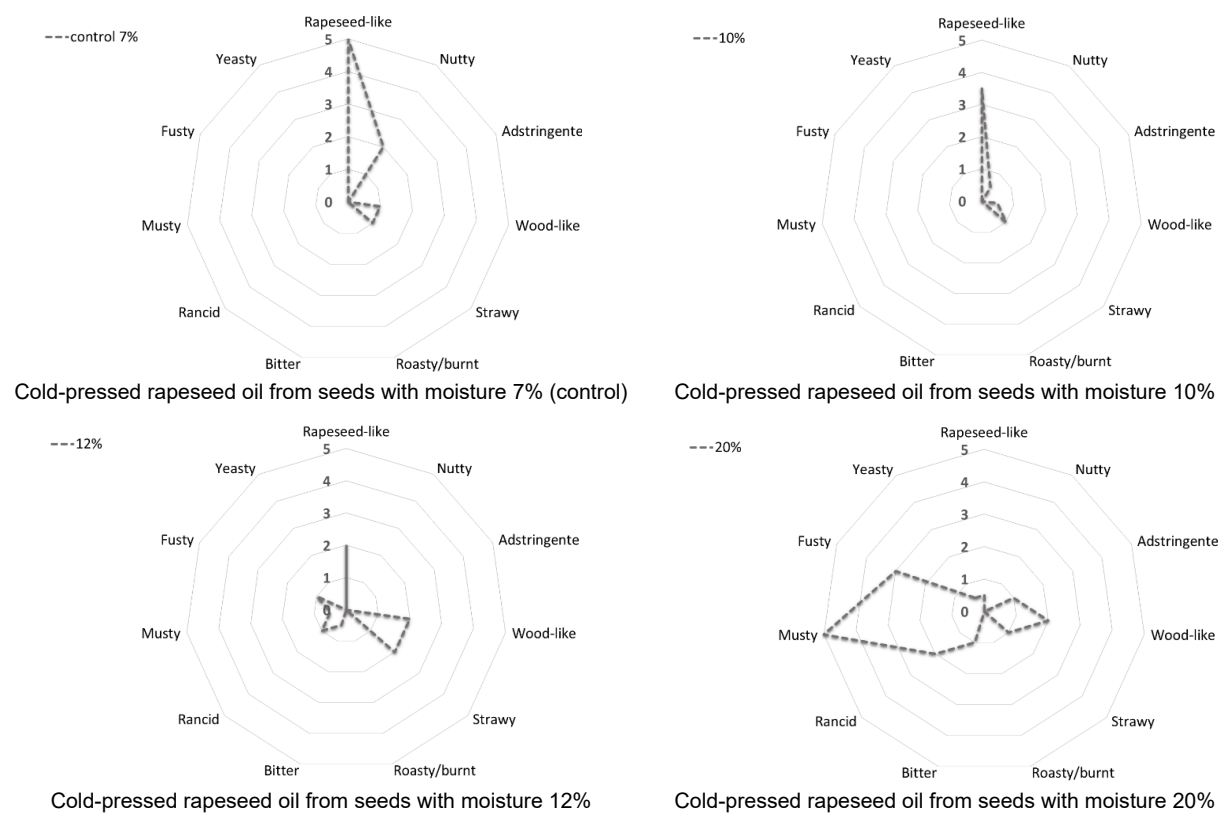 Rapeseed-like
control 7%
5
Yeasty
Nutty
4
3
Fusty
Adstringente
2
1
0
Musty
Wood-like
Rancid
Strawy
Bitter
Roasty/burnt
Cold-pressed rapeseed oil from seeds with moisture 7% (control)
Rapeseed-like
10%
5
Yeasty
Nutty
4
3
Fusty
Adstringente
2
1
0
Musty
Wood-like
Rancid
Strawy
Bitter
Roasty/burnt
Cold-pressed rapeseed oil from seeds with moisture 10%
Rapeseed-like
12%
5
Yeasty
Nutty
4
3
Fusty
Adstringente
2
1
0
Musty
Wood-like
Rancid
Strawy
Bitter
Roasty/burnt
Cold-pressed rapeseed oil from seeds with moisture 12%
Rapeseed-like
20%
5
Yeasty
Nutty
4
3
Fusty
Adstringente
2
1
0
Musty
Wood-like
Rancid
Strawy
Bitter
Roasty/burnt
Cold-pressed rapeseed oil from seeds with moisture 20%